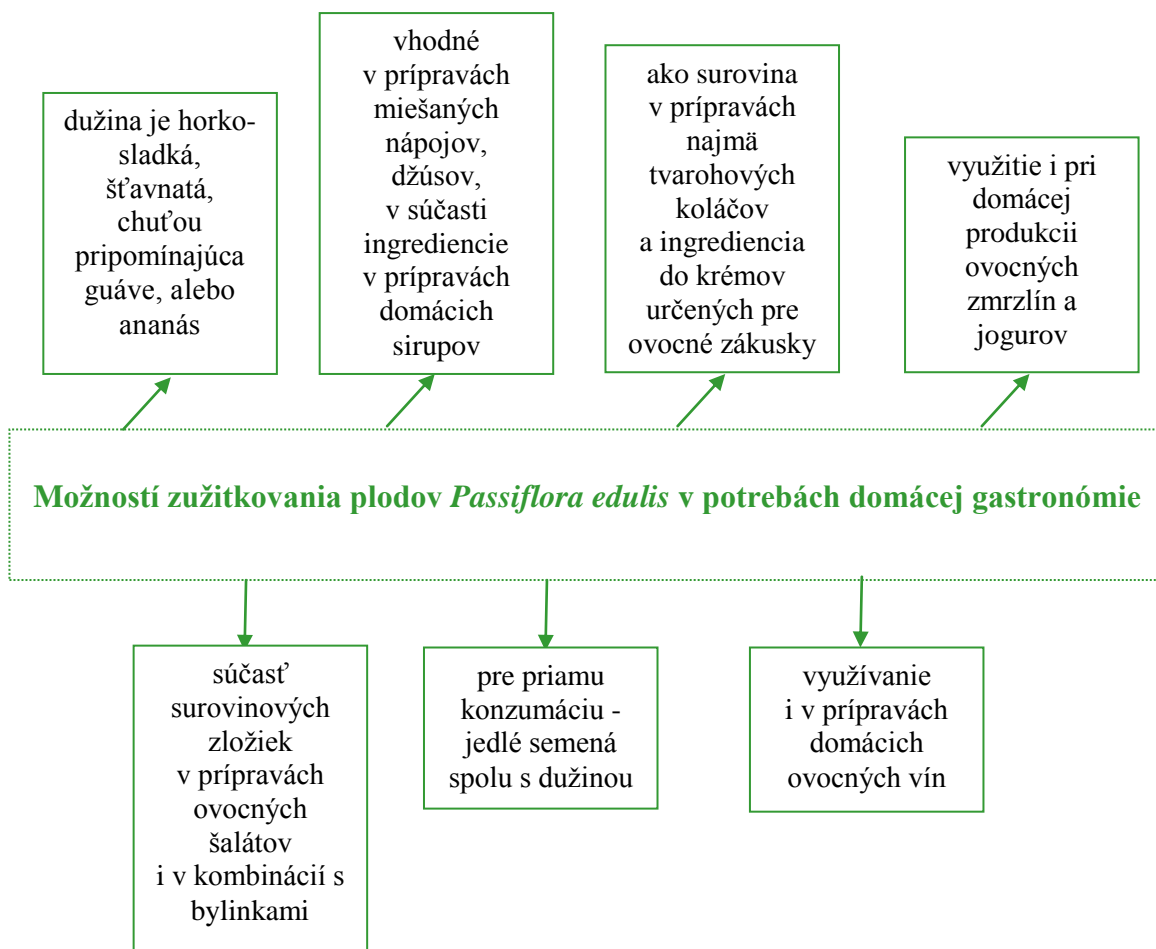 dužina je horko-
sladká,
šťavnatá,
chuťou
pripomínajúca
guáve, alebo
ananás
vhodné
v prípravách
miešaných
nápojov,
džúsov,
v súčasti
ingrediencie
v prípravách
domácich
sirupov
ako surovina
v prípravách
najmä
tvarohových
koláčov
a ingrediencia
do krémov
určených pre
ovocné zákusky
využitie i pri
domácej
produkcii
ovocných
zmrzlín a
jogurov
Možností zužitkovania plodov Passiflora edulis v potrebách domácej gastronómie
súčasť
surovinových
zložiek
v prípravách
ovocných
šalátov
i v kombinácií s
bylinkami
pre priamu
konzumáciu -
jedlé semená
spolu s dužinou
využívanie
i v prípravách
domácich
ovocných vín